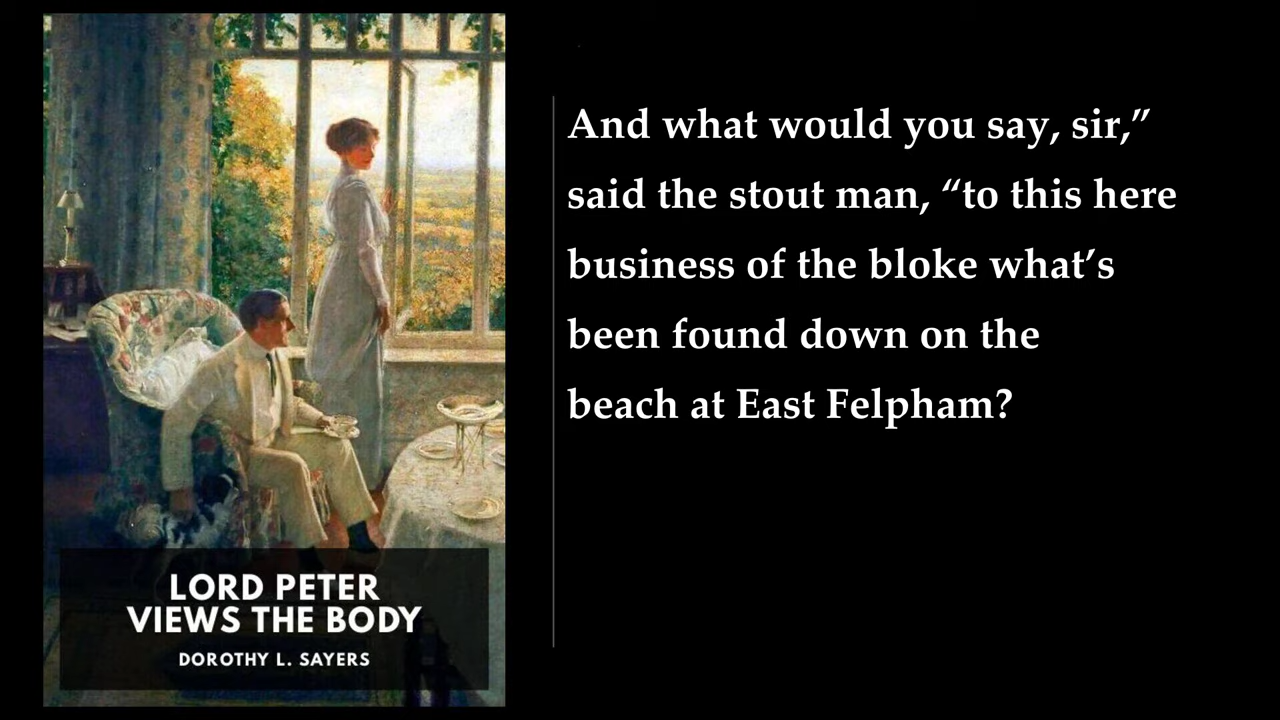 And what would you say, sir,”
said the stout man, “to this here
business of the bloke what’s
been found down on the
beach at East Felpham?
LORD PETER
VIEWS THE BODY
DOROTHY L. SAYERS